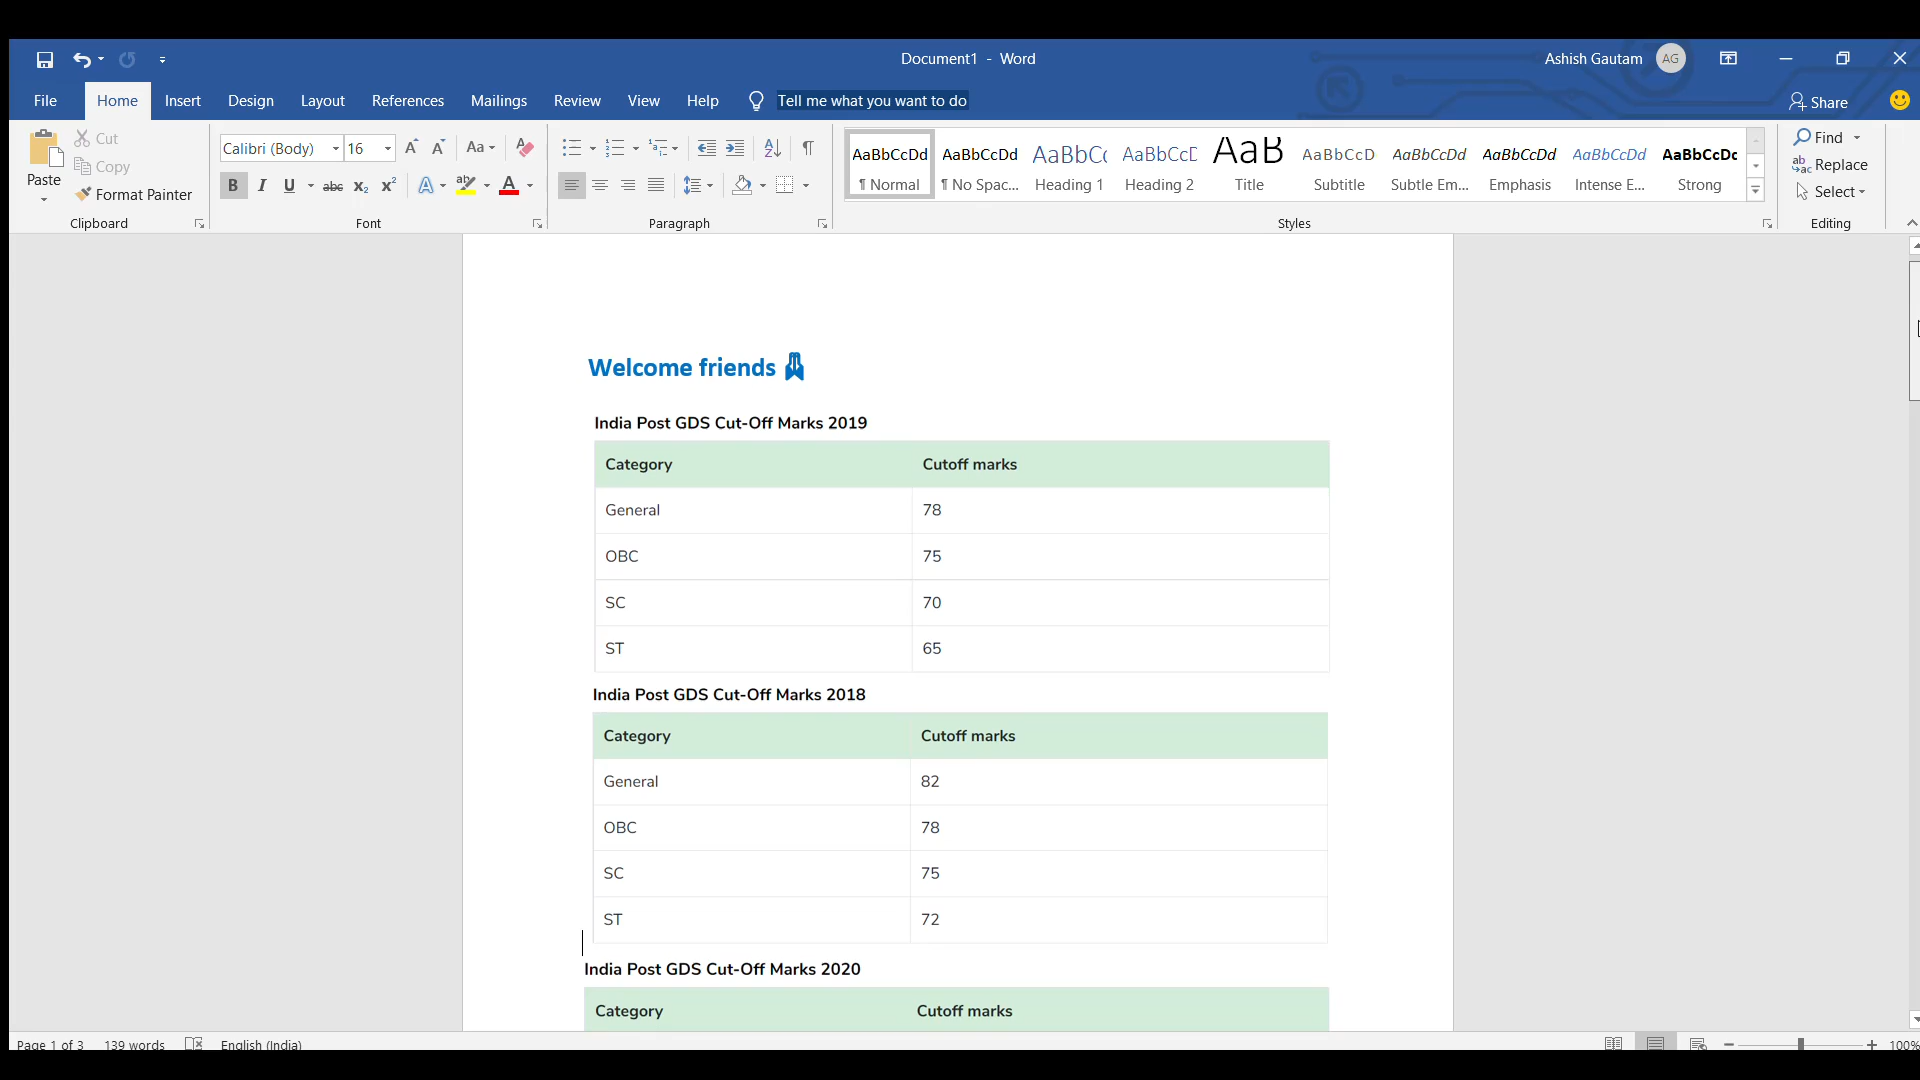 Document1 - Word
Ashish Gautam AG
File Home Insert Design Layout References Mailings Review View Help Tell me what you want to do Share
Paste
Cut
Copy
Format Painter
Clipboard
Calibri (Body) 16
Font
Paragraph
AaBbCcDd AaBbCcDd AaBbCc AaBbCcD AaB AaBbCcD AaBbCcDd AaBbCcDd AaBbCcDd AaBbCcDc
¶ Normal ¶ No Spac... Heading 1 Heading 2 Title Subtitle Subtle Em... Emphasis Intense E... Strong
Styles
Find
Replace
Select
Editing
Welcome friends
India Post GDS Cut-Off Marks 2019
Category Cutoff marks
General 78
OBC 75
SC 70
ST 65
India Post GDS Cut-Off Marks 2018
Category Cutoff marks
General 82
OBC 78
SC 75
ST 72
India Post GDS Cut-Off Marks 2020
Category Cutoff marks
Page 1 of 3 139 words English (India) 100%